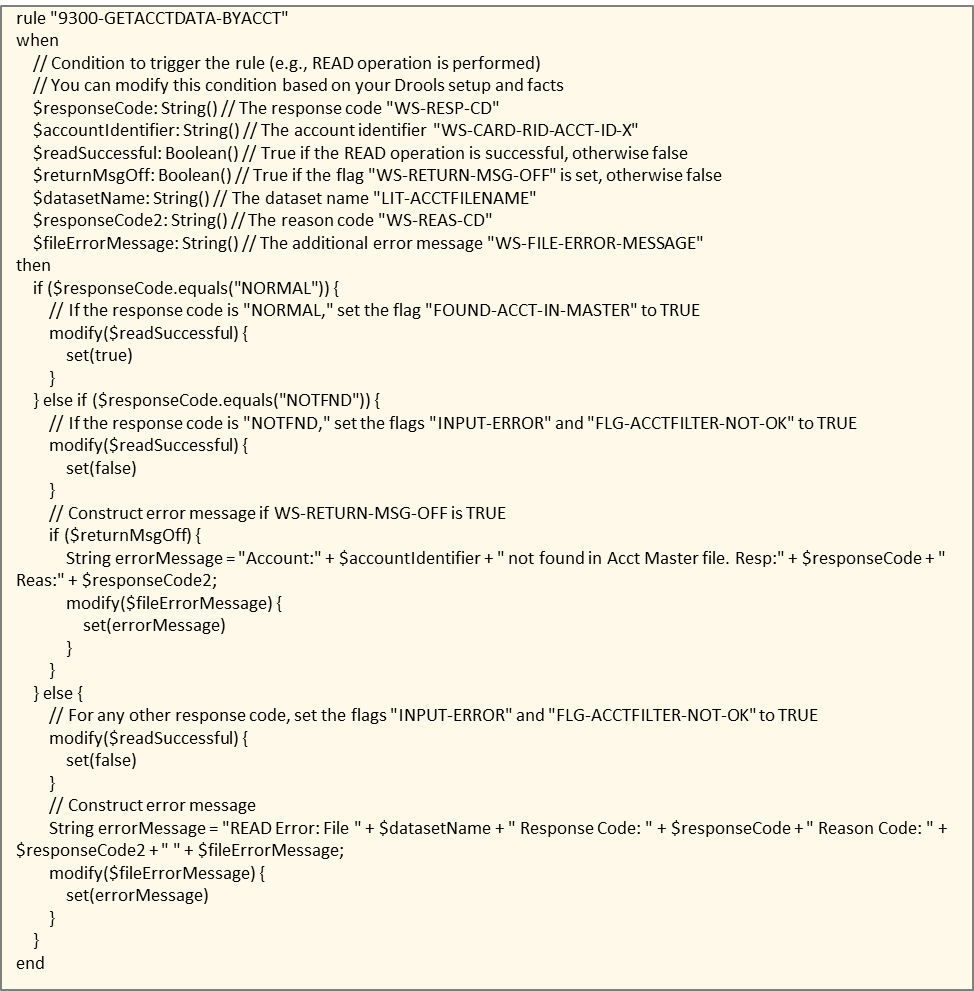 rule "9300-GETACCTDATA-BYACCT"
when
// Condition to trigger the rule (e.g., READ operation is performed)
// You can modify this condition based on your Drools setup and facts
$responseCode: String() // The response code "WS-RESP-CD"
$accountIdentifier: String() // The account identifier "WS-CARD-RID-ACCT-ID-X"
$readSuccessful: Boolean() // True if the READ operation is successful, otherwise false
$returnMsgOff: Boolean() // True if the flag "WS-RETURN-MSG-OFF" is set, otherwise false
$datasetName: String() // The dataset name "LIT-ACCTFILENAME"
$responseCode2: String() // The reason code "WS-REAS-CD"
$fileErrorMessage: String() // The additional error message "WS-FILE-ERROR-MESSAGE"
then
if ($responseCode.equals("NORMAL")) {
// If the response code is "NORMAL," set the flag "FOUND-ACCT-IN-MASTER" to TRUE
modify($readSuccessful) {
set(true)
}
} else if ($responseCode.equals("NOTFND")) {
// If the response code is "NOTFND," set the flags "INPUT-ERROR" and "FLG-ACCTFILTER-NOT-OK" to TRUE
modify($readSuccessful) {
set(false)
}
// Construct error message if WS-RETURN-MSG-OFF is TRUE
if ($returnMsgOff) {
String errorMessage = "Account:" + $accountIdentifier + " not found in Acct Master file. Resp:" + $responseCode + "
Reas:" + $responseCode2;
modify($fileErrorMessage) {
set(errorMessage)
}
}
} else {
// For any other response code, set the flags "INPUT-ERROR" and "FLG-ACCTFILTER-NOT-OK" to TRUE
modify($readSuccessful) {
set(false)
}
// Construct error message
String errorMessage = "READ Error: File " + $datasetName + " Response Code: " + $responseCode + " Reason Code: " +
$responseCode2 + " " + $fileErrorMessage;
modify($fileErrorMessage) {
set(errorMessage)
}
}
end